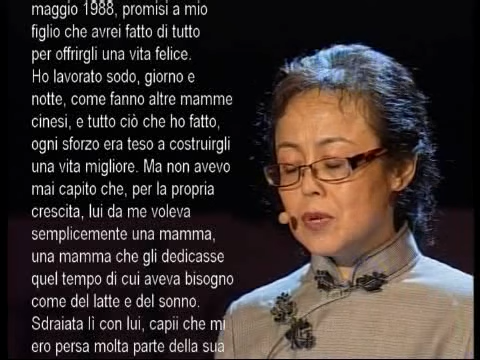 maggio 1988, promisi a mio
figlio che avrei fatto di tutto
per offrirgli una vita felice.
Ho lavorato sodo, giorno e
notte, come fanno altre mamme
cinesi, e tutto ciò che ho fatto,
ogni sforzo era teso a costruirgli
una vita migliore. Ma non avevo
mai capito che, per la propria
crescita, lui da me voleva
semplicemente una mamma,
una mamma che gli dedicasse
quel tempo di cui aveva bisogno
come del latte e del sonno.
Sdraiata lì con lui, capii che mi
ero persa molta parte della sua